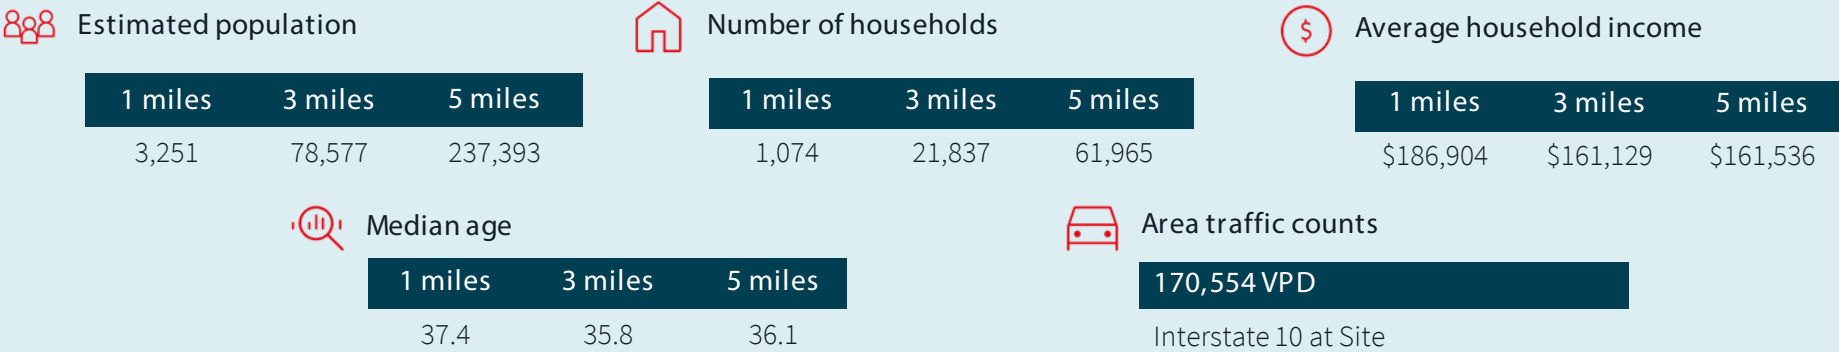 Estimated population
1 miles 3 miles 5 miles
3,251 78,577 237,393
Number of households
1 miles 3 miles 5 miles
1,074 21,837 61,965
$
Average household income
1 miles 3 miles 5 miles
$186,904 $161,129 $161,536
Median age
1 miles 3 miles 5 miles
37.4 35.8 36.1
Area traffic counts
170,554 VPD
Interstate 10 at Site